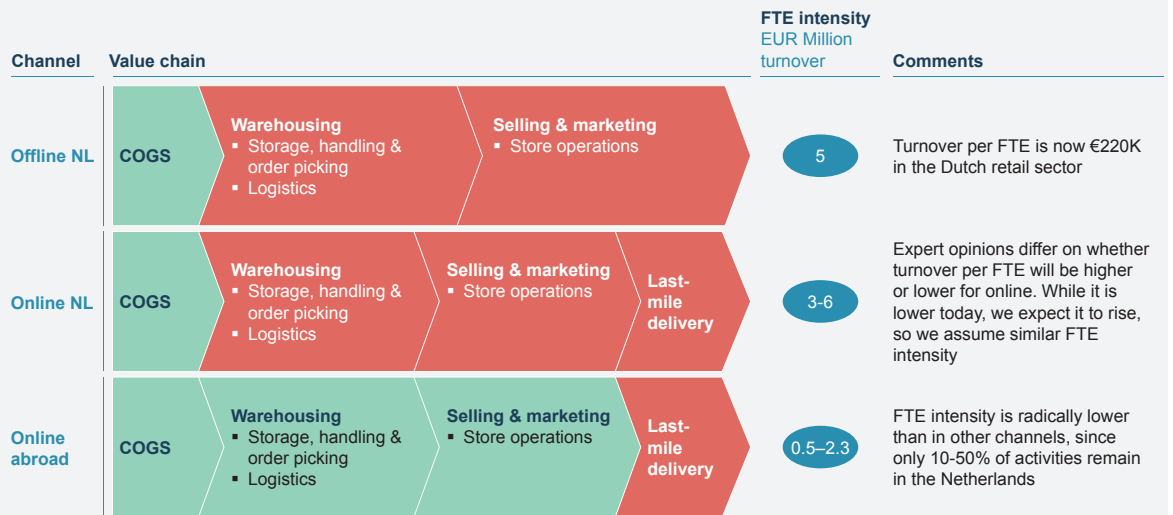 FTE intensity
EUR Million
turnover
Channel
Value chain
Comments
Offline NL
COGS
Warehousing
▪ Storage, handling &
order picking
▪ Logistics
Selling & marketing
▪ Store operations
5
Turnover per FTE is now €220K
in the Dutch retail sector
Online NL
COGS
Warehousing
▪ Storage, handling &
order picking
▪ Logistics
Selling & marketing
▪ Store operations
Last-
mile
delivery
3-6
Expert opinions differ on whether
turnover per FTE will be higher
or lower for online. While it is
lower today, we expect it to rise,
so we assume similar FTE
intensity
Online
abroad
COGS
Warehousing
▪ Storage, handling &
order picking
▪ Logistics
Selling & marketing
▪ Store operations
Last-
mile
delivery
0.5–2.3
FTE intensity is radically lower
than in other channels, since
only 10-50% of activities remain
in the Netherlands